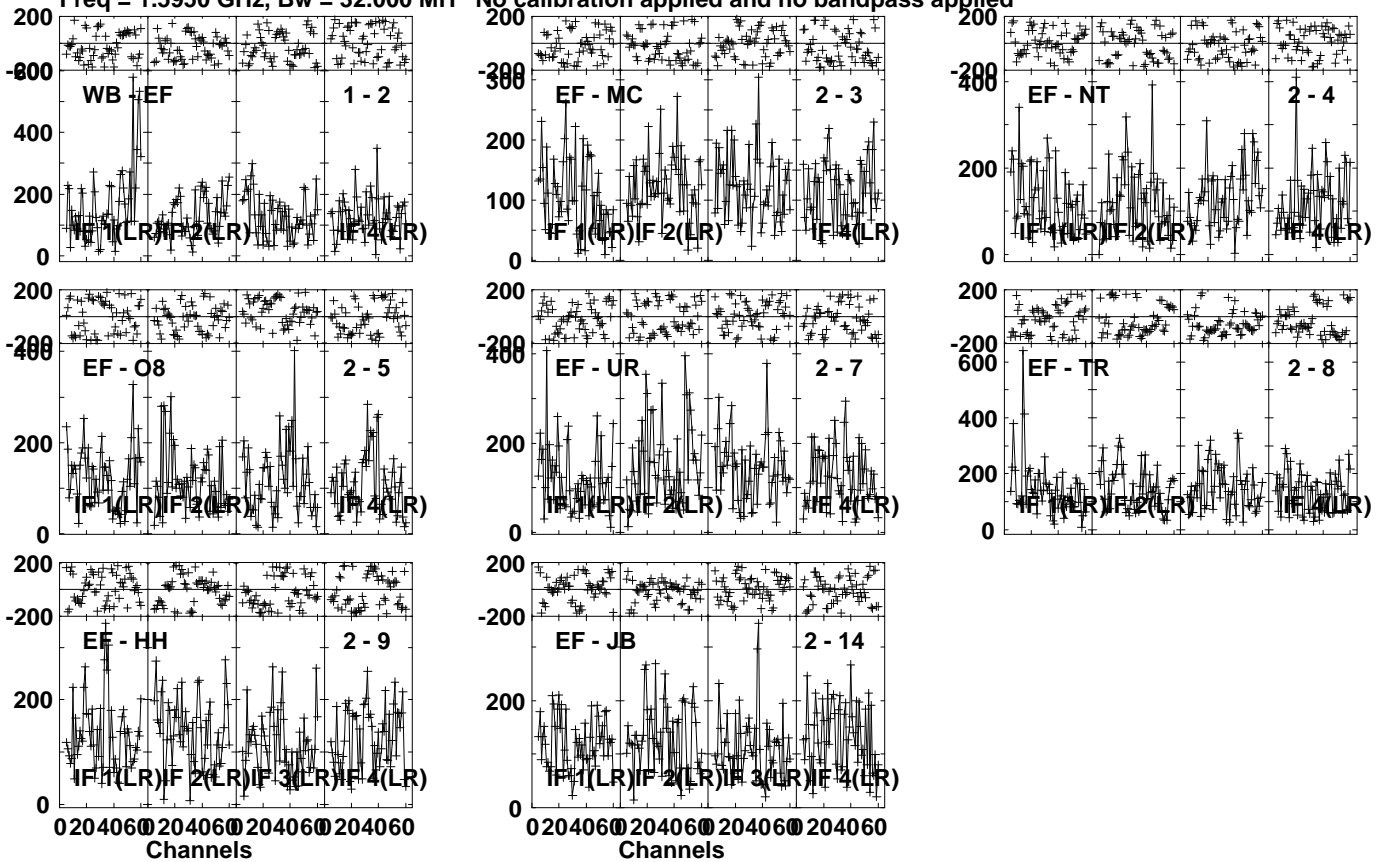 Freq = 1.5950 GHz, Bw = 32.000 MH No calibration applied and no bandpass applied
200
-200
600
WB - EF 1 - 2
400
200
0
IF 1(LR) IF 2(LR) IF 4(LR)
200
-200
300
EF - MC 2 - 3
200
100
0
IF 1(LR) IF 2(LR) IF 4(LR)
200
-200
400
EF - NT 2 - 4
200
0
IF 1(LR) IF 2(LR) IF 4(LR)
200
-200
400
EF - O8 2 - 5
200
0
IF 1(LR) IF 2(LR) IF 4(LR)
200
-200
400
EF - UR 2 - 7
200
0
IF 1(LR) IF 2(LR) IF 4(LR)
200
-200
600
EF - TR 2 - 8
400
200
0
IF 1(LR) IF 2(LR) IF 4(LR)
200
-200
EF - HH 2 - 9
200
0
IF 1(LR) IF 2(LR) IF 3(LR) IF 4(LR)
0 20 40 60 0 20 40 60 0 20 40 60 0 20 40 60
Channels
200
-200
EF - JB 2 - 14
200
0
IF 1(LR) IF 2(LR) IF 3(LR) IF 4(LR)
0 20 40 60 0 20 40 60 0 20 40 60 0 20 40 60
Channels